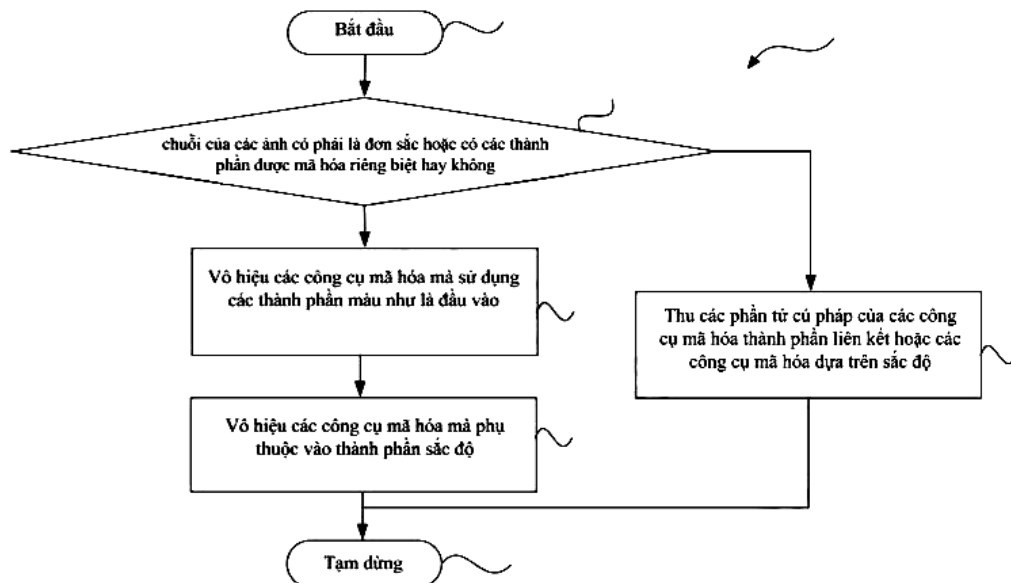 Bắt đầu
chuỗi của các ảnh có phải là đơn sắc hoặc có các thành
phần được mã hóa riêng biệt hay không
Vô hiệu các công cụ mã hóa mà sử dụng
các thành phần màu như là đầu vào
Thu các phần tử cú pháp của các công
cụ mã hóa thành phần liên kết hoặc các
công cụ mã hóa dựa trên sắc độ
Vô hiệu các công cụ mã hóa mà phụ
thuộc vào thành phần sắc độ
Tạm dừng